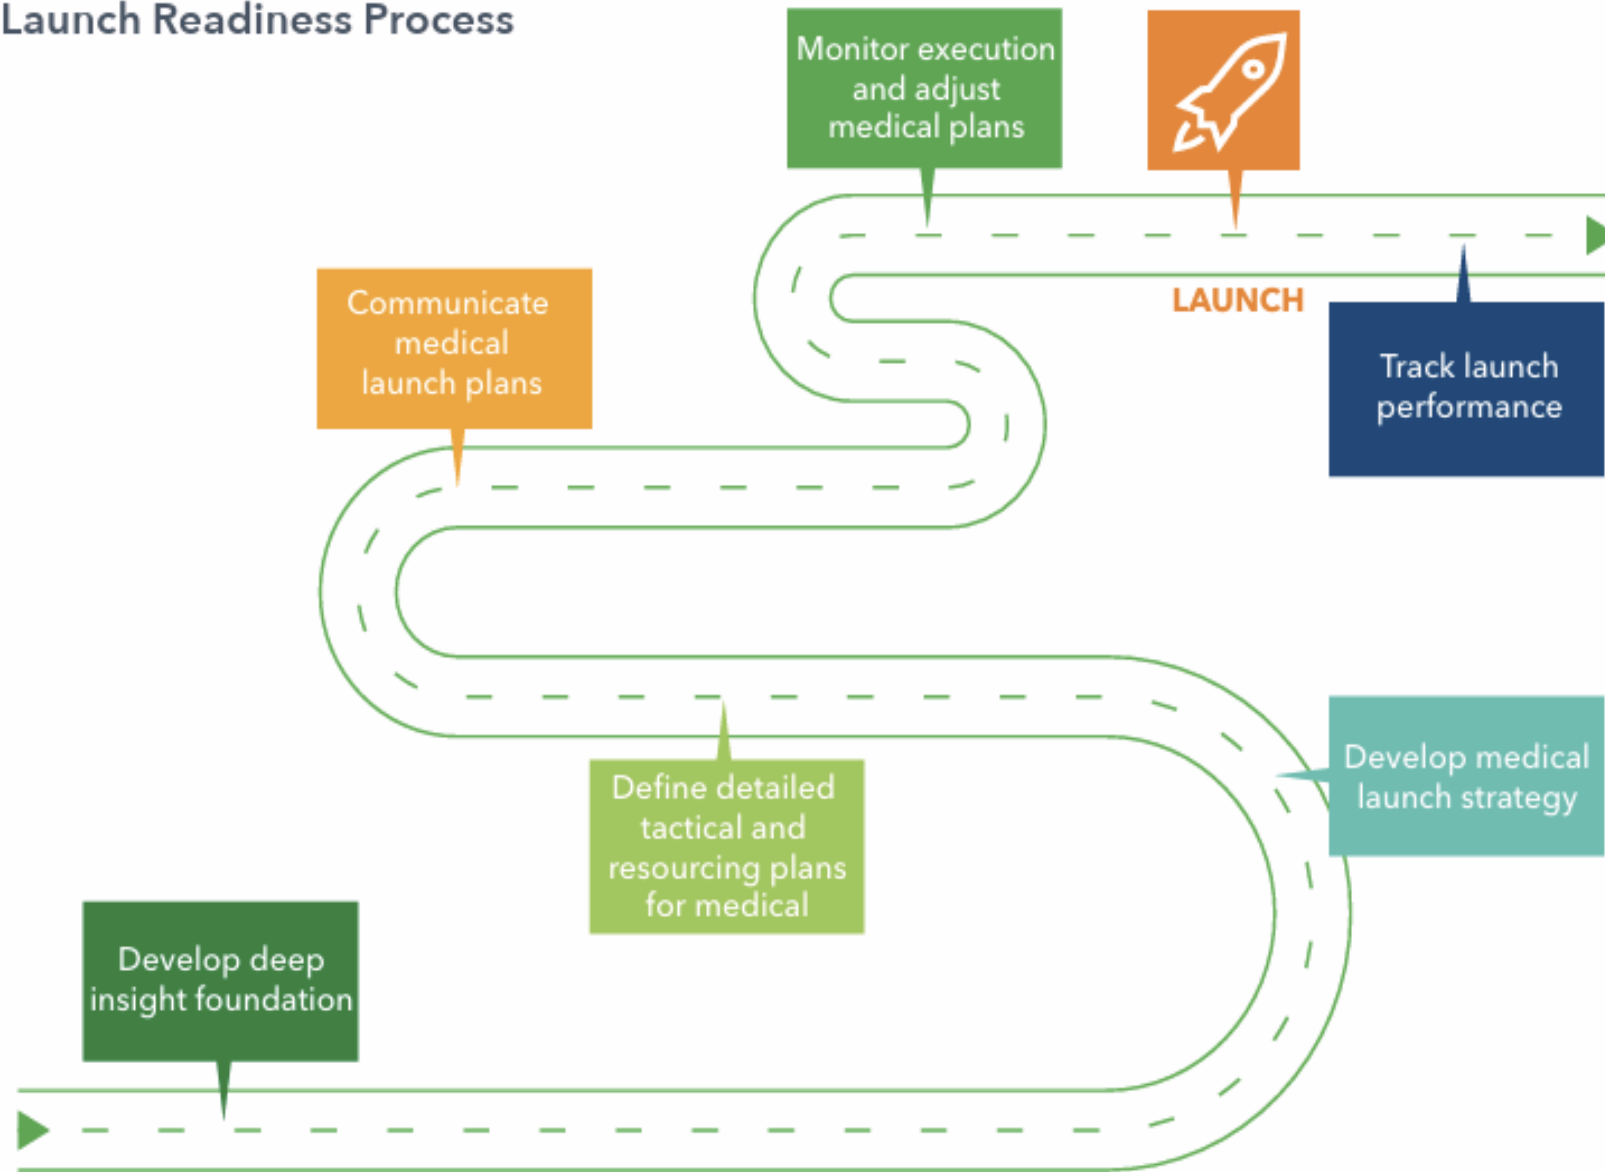 Launch Readiness Process
Monitor execution
and adjust
medical plans
LAUNCH
Communicate
medical
launch plans
Track launch
performance
Develop medical
launch strategy
Define detailed
tactical and
resourcing plans
for medical
Develop deep
insight foundation